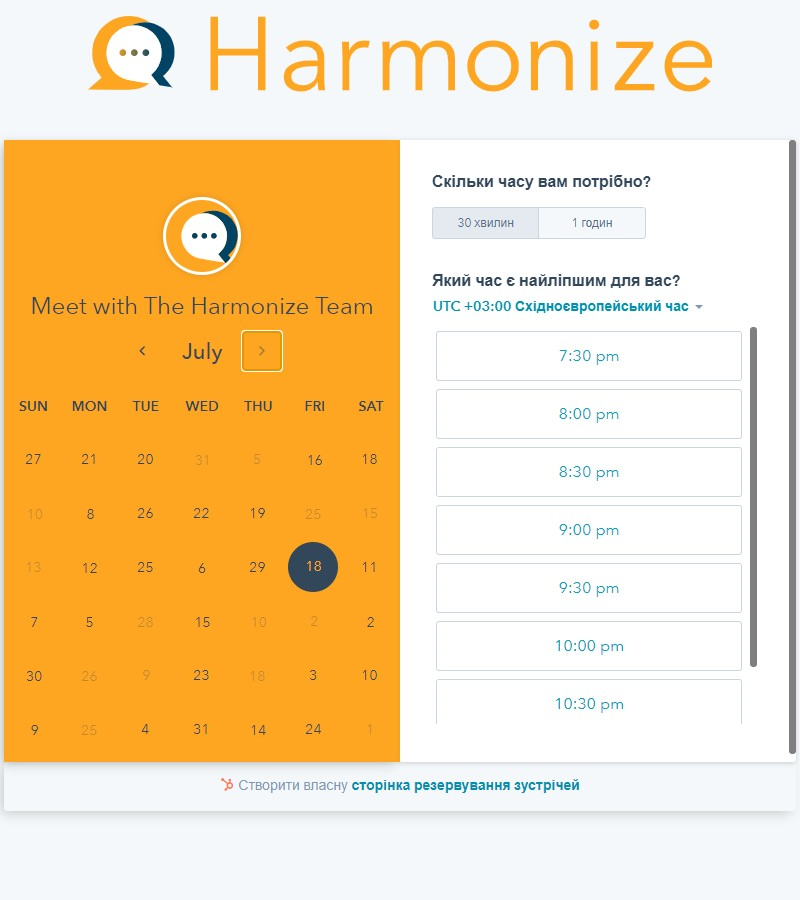 Harmonize
Meet with The Harmonize Team
July
SUN MON TUE WED THU FRI SAT
27 21 20 31 5 16 18
10 8 26 22 19 25 15
13 12 25 6 29 18 11
7 5 28 15 10 2 2
30 26 9 23 18 3 10
9 25 4 31 14 24 1
Скільки часу вам потрібно?
30 хвилин 1 годин
Який час є найліпшим для вас?
UTC +03:00 Східноєвропейський час
7:30 pm
8:00 pm
8:30 pm
9:00 pm
9:30 pm
10:00 pm
10:30 pm
Створити власну сторінка резервування зустрічей